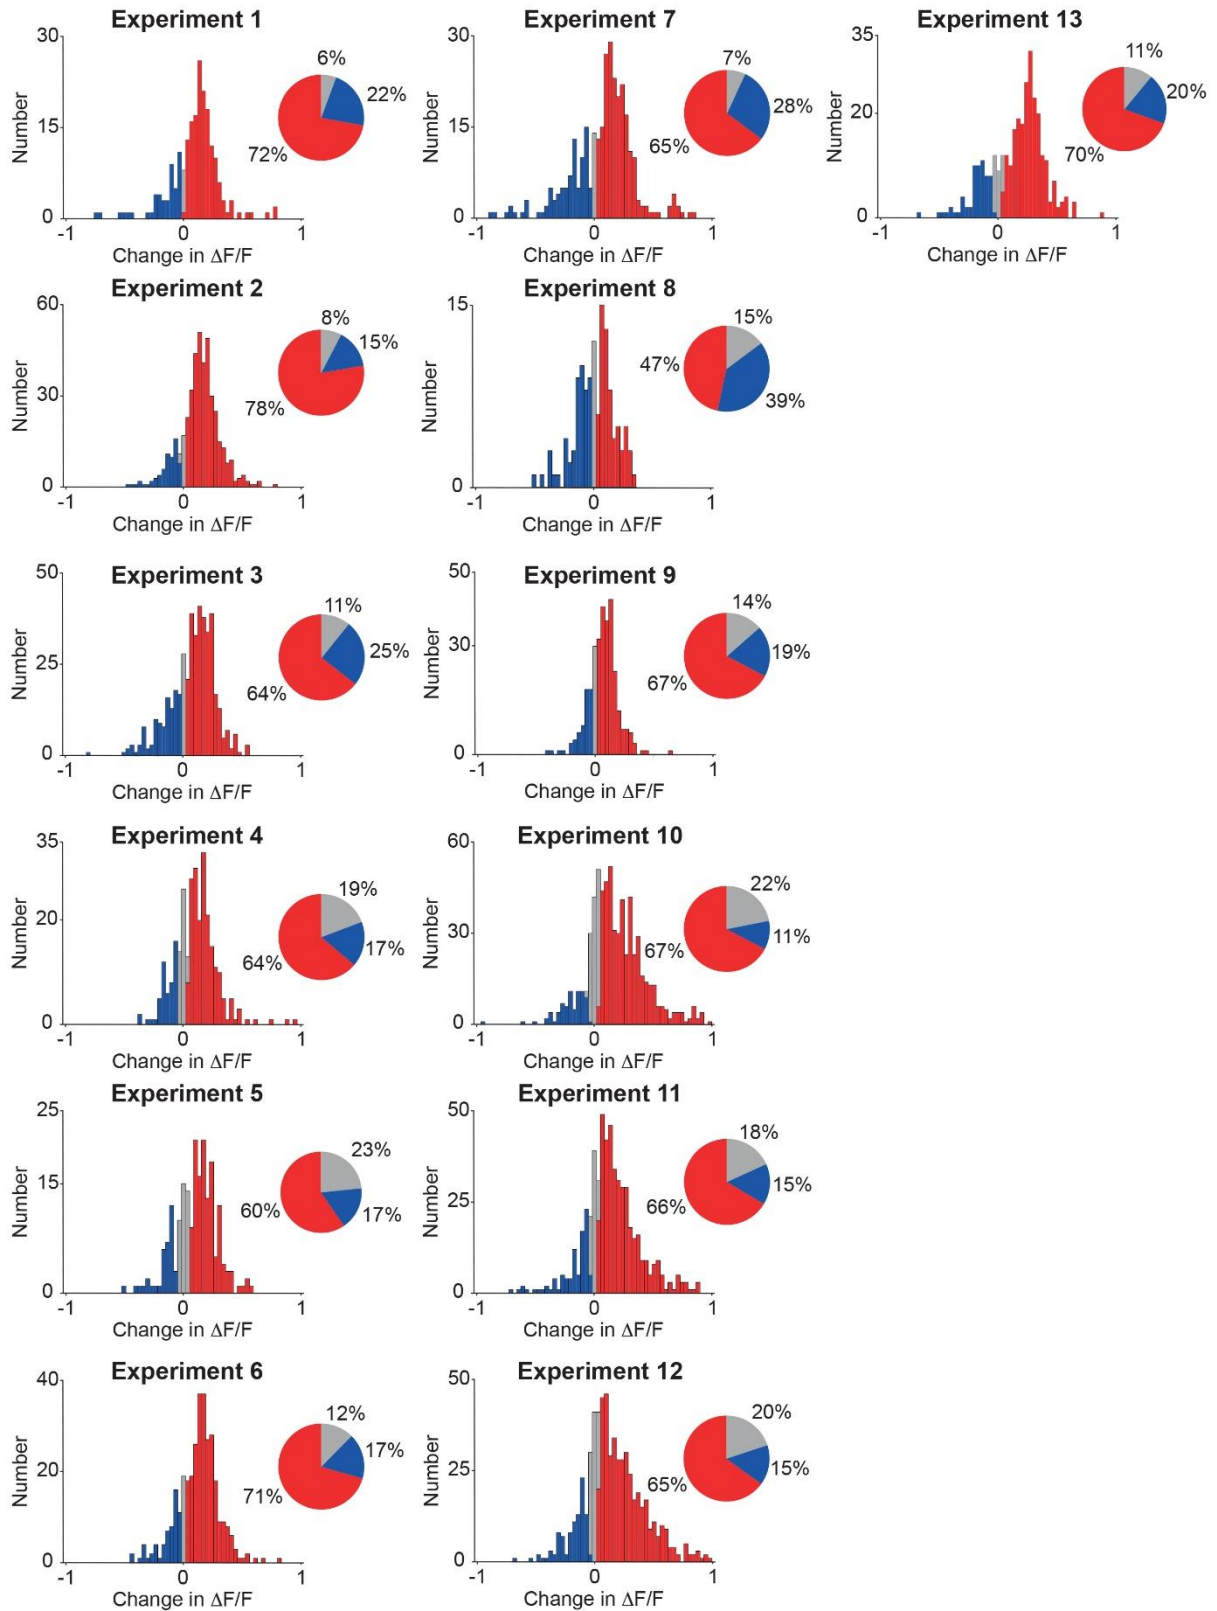 Experiment 1
30
15
0
Number
6%
22%
72%
-1
0
1
Change in ΔF/F
Experiment 7
30
15
0
Number
7%
28%
65%
-1
0
1
Change in ΔF/F
Experiment 13
35
20
0
Number
11%
20%
70%
-1
0
1
Change in ΔF/F
Experiment 2
60
30
0
Number
8%
15%
78%
-1
0
1
Change in ΔF/F
Experiment 8
15
0
Number
15%
47%
39%
-1
0
1
Change in ΔF/F
Experiment 3
50
25
0
Number
11%
25%
64%
-1
0
1
Change in ΔF/F
Experiment 9
50
30
0
Number
14%
19%
67%
-1
0
1
Change in ΔF/F
Experiment 4
35
20
0
Number
19%
17%
64%
-1
0
1
Change in ΔF/F
Experiment 10
60
30
0
Number
22%
11%
67%
-1
0
1
Change in ΔF/F
Experiment 5
25
15
0
Number
23%
60%
17%
-1
0
1
Change in ΔF/F
Experiment 11
50
25
0
Number
18%
15%
66%
-1
0
1
Change in ΔF/F
Experiment 6
40
20
0
Number
12%
17%
71%
-1
0
1
Change in ΔF/F
Experiment 12
50
25
0
Number
20%
15%
65%
-1
0
1
Change in ΔF/F